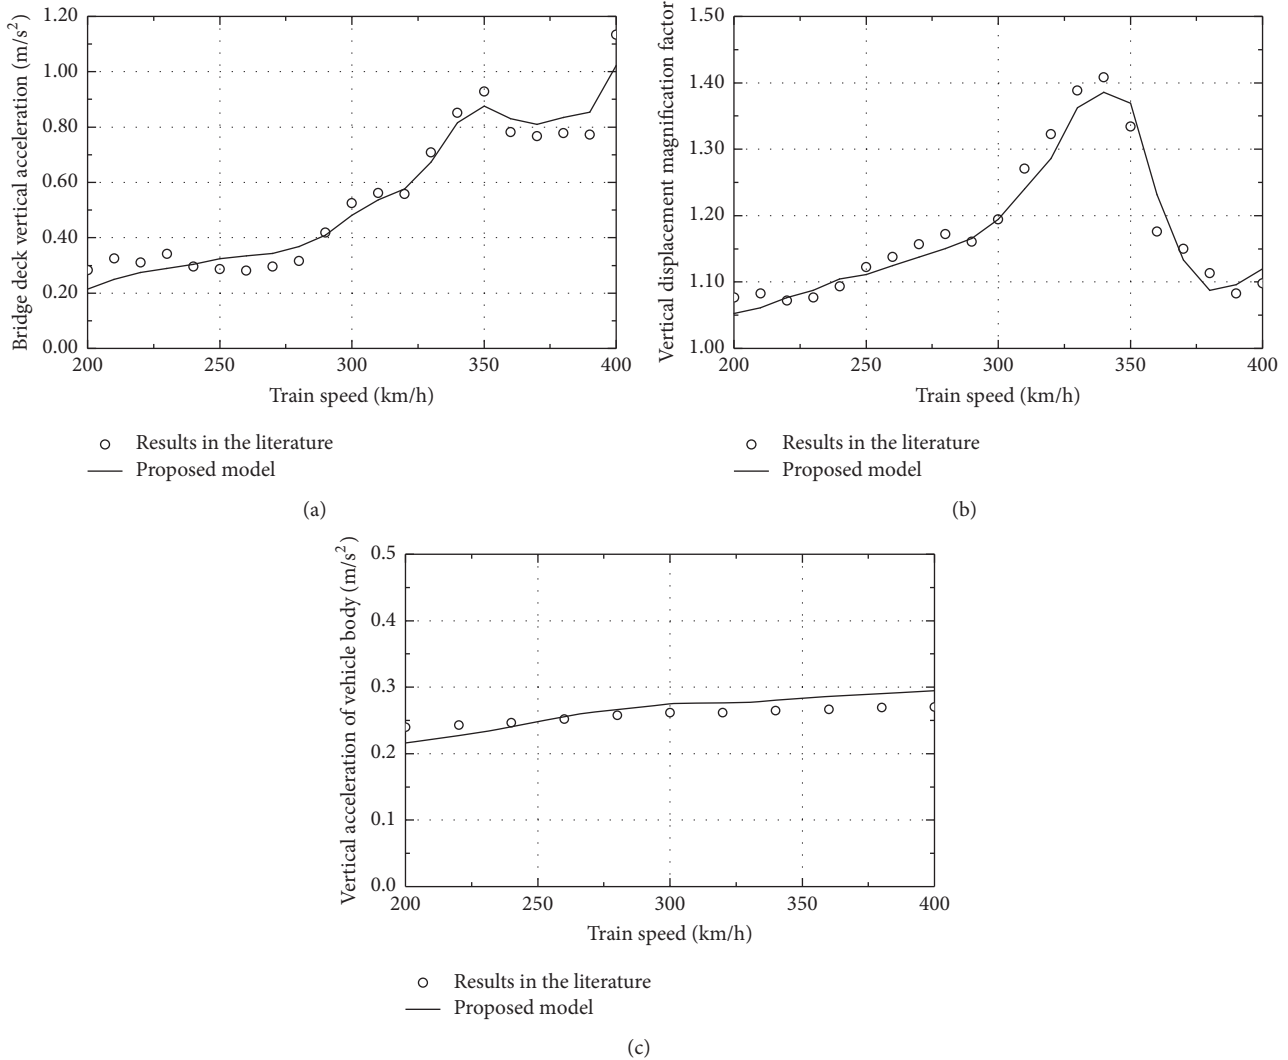 Bridge deck vertical acceleration (m/s²)
1.20
1.00
0.80
0.60
0.40
0.20
0.00
200
250
300
350
400
Train speed (km/h)
Results in the literature
Proposed model
(a)
Vertical displacement magnification factor
1.50
1.40
1.30
1.20
1.10
1.00
200
250
300
350
400
Train speed (km/h)
Results in the literature
Proposed model
(b)
Vertical acceleration of vehicle body (m/s²)
0.5
0.4
0.3
0.2
0.1
0.0
200
250
300
350
400
Train speed (km/h)
Results in the literature
Proposed model
(c)